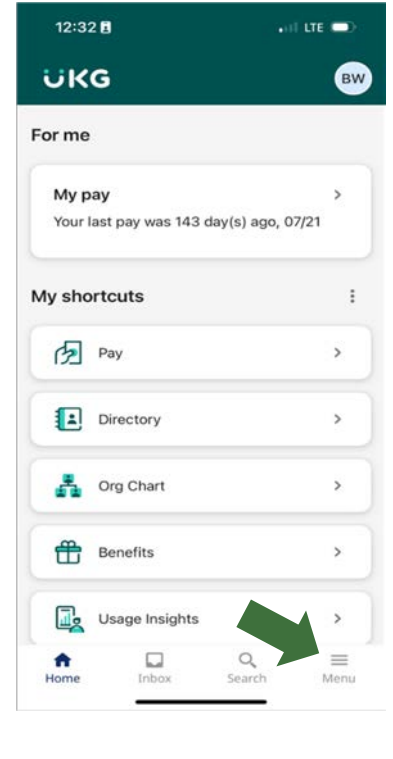 12:32
LTE
UKG
BW
For me
My pay
Your last pay was 143 day(s) ago, 07/21
My shortcuts
Pay
Directory
Org Chart
Benefits
Usage Insights
Home Inbox Search Menu